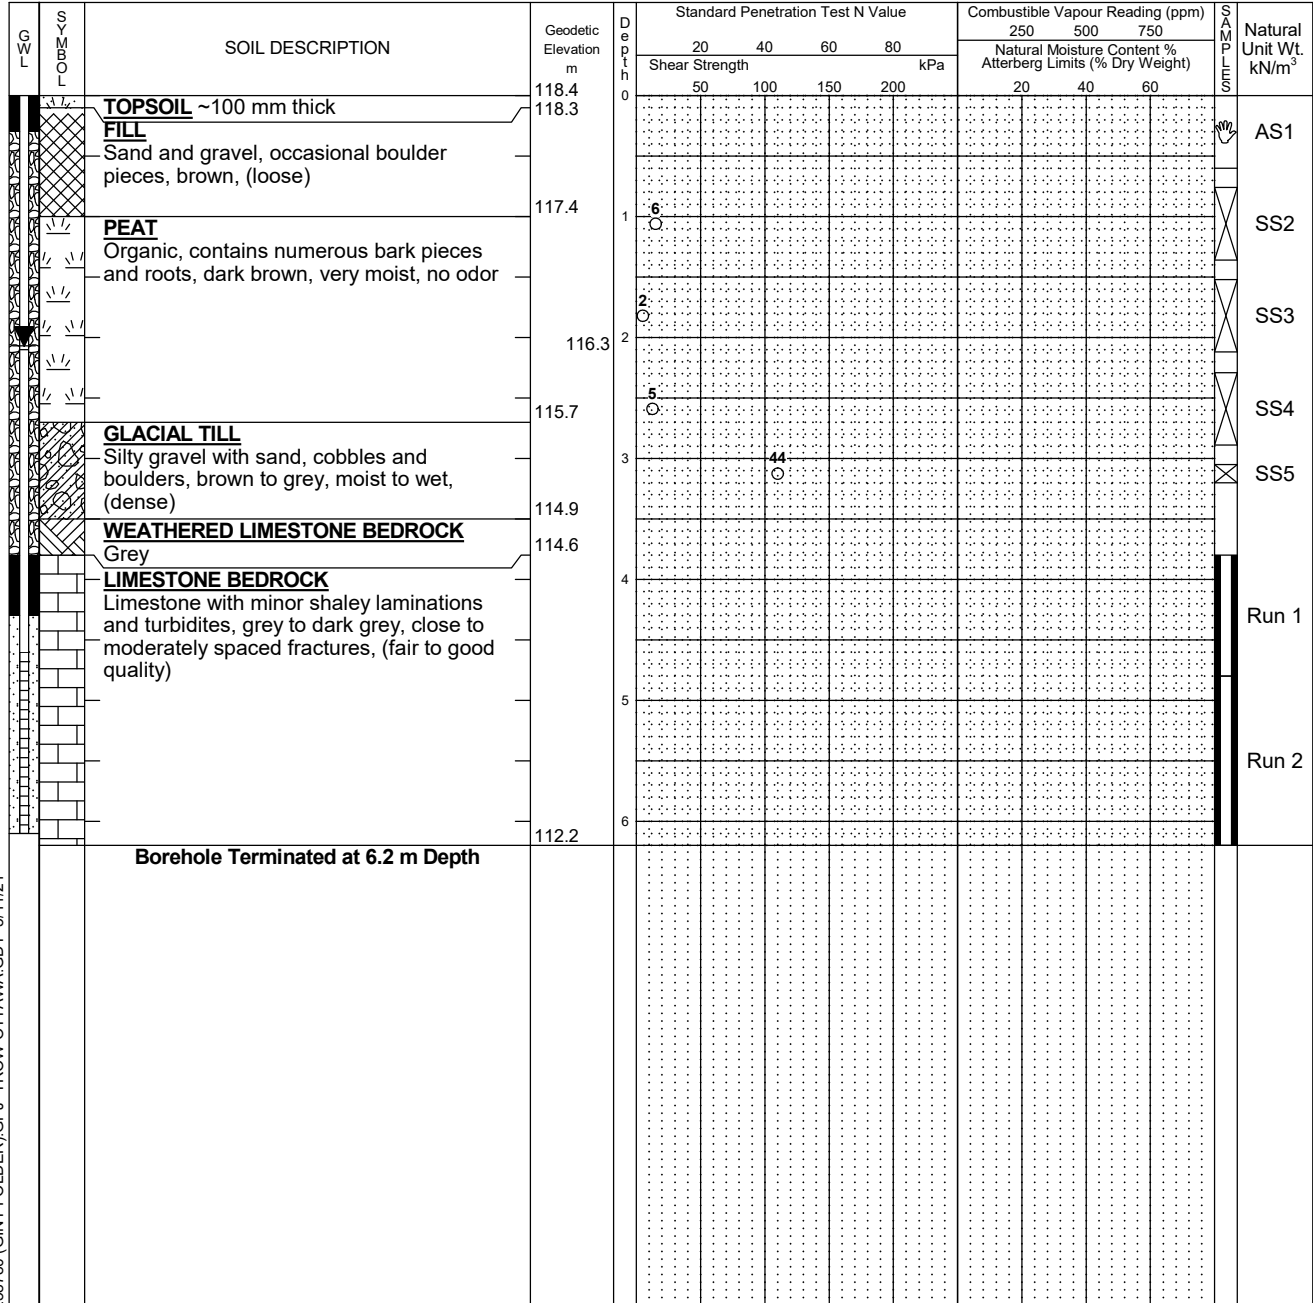 GWL
SYMBOL
SOIL DESCRIPTION
Geodetic
Elevation
m
Depth
Standard Penetration Test N Value
20 40 60 80
Shear Strength kPa
50 100 150 200
Combustible Vapour Reading (ppm)
250 500 750
Natural Moisture Content %
Atterberg Limits (% Dry Weight)
20 40 60
SAMPLES
Natural
Unit Wt.
kN/m³
118.4
0
TOPSOIL ~100 mm thick
118.3
FILL
Sand and gravel, occasional boulder
pieces, brown, (loose)
AS1
117.4
1
6
SS2
PEAT
Organic, contains numerous bark pieces
and roots, dark brown, very moist, no odor
2
SS3
116.3
2
115.7
5
SS4
GLACIAL TILL
Silty gravel with sand, cobbles and
boulders, brown to grey, moist to wet,
(dense)
3
44
SS5
114.9
WEATHERED LIMESTONE BEDROCK
Grey
114.6
LIMESTONE BEDROCK
Limestone with minor shaley laminations
and turbidites, grey to dark grey, close to
moderately spaced fractures, (fair to good
quality)
4
Run 1
5
Run 2
6
112.2
Borehole Terminated at 6.2 m Depth